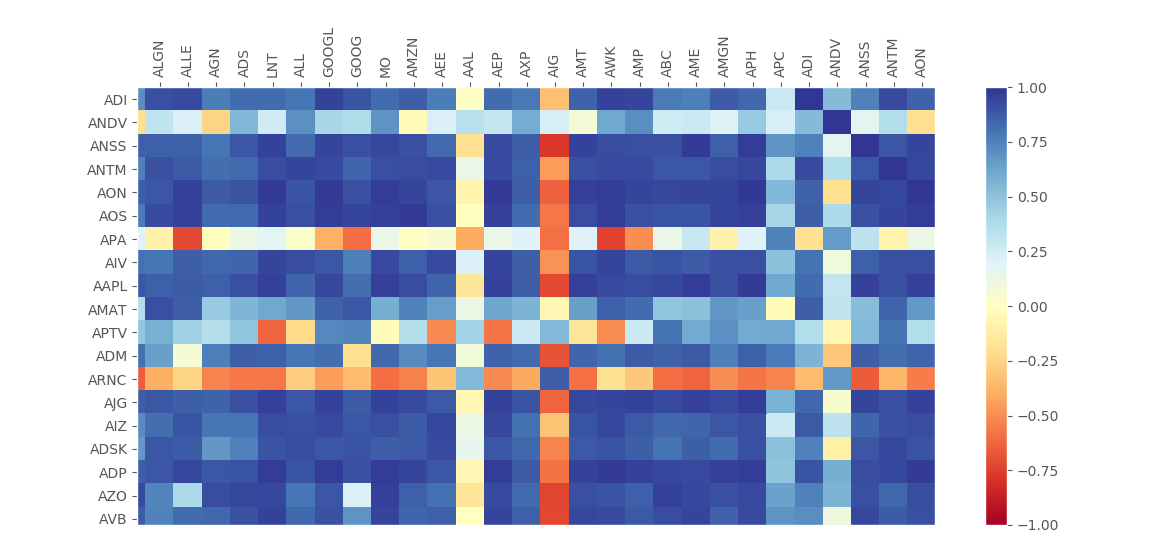 ALGN ALLE AGN ADS LNT ALL GOOGL GOOG MO AMZN AEE AAL AEP AXP AIG AMT AWK AMP ABC AME AMGN APH APC ADI ANDV ANSS ANTM AON
ADI
ANDV
ANSS
ANTM
AON
AOS
APA
AIV
AAPL
AMAT
APTV
ADM
ARNC
AJG
AIZ
ADSK
ADP
AZO
AVB
1.00
0.75
0.50
0.25
0.00
−0.25
−0.50
−0.75
−1.00